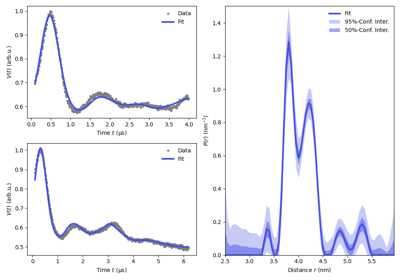 1.0
0.9
0.8
0.7
0.6
V(t) (arb.u.)
Data
Fit
0.0 0.5 1.0 1.5 2.0 2.5 3.0 3.5 4.0
Time t (μs)
1.0
0.9
0.8
0.7
0.6
0.5
V(t) (arb.u.)
Data
Fit
0 1 2 3 4 5 6
Time t (μs)
1.4
1.2
1.0
0.8
0.6
0.4
0.2
0.0
P(r) (nm⁻¹)
Fit
95%-Conf. Inter.
50%-Conf. Inter.
2.5 3.0 3.5 4.0 4.5 5.0 5.5
Distance r (nm)